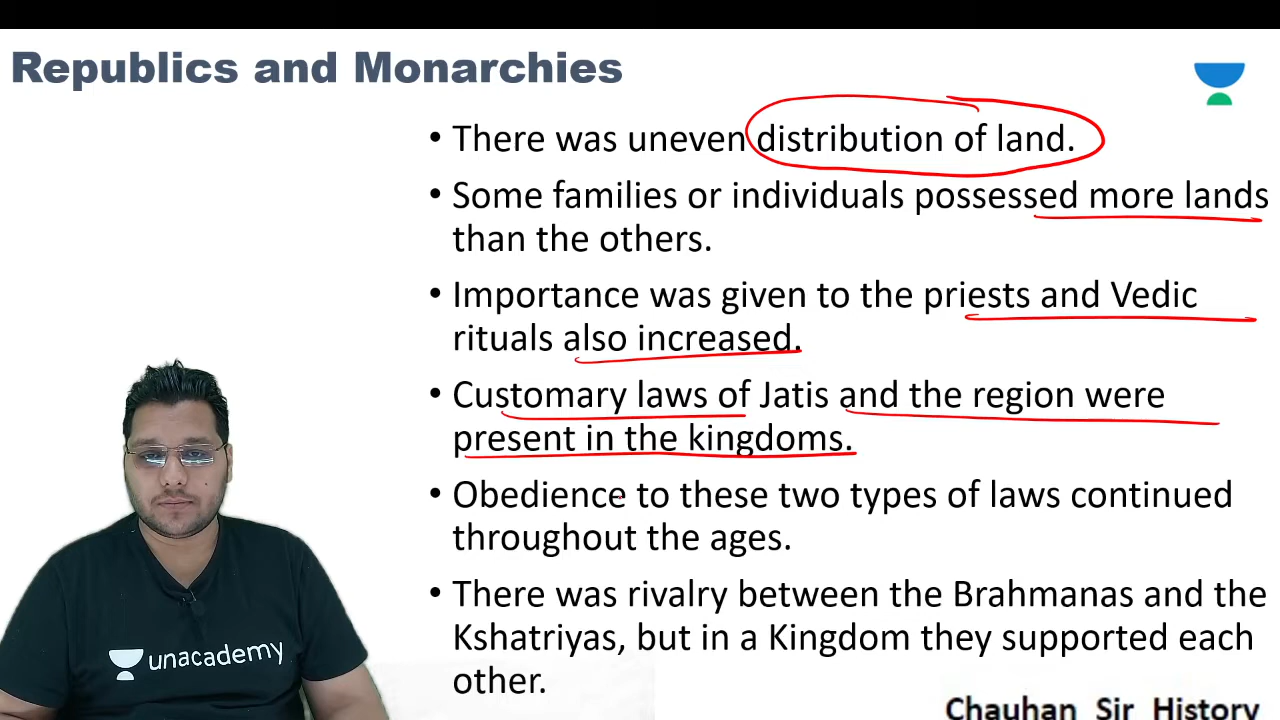 Republics and Monarchies
• There was uneven distribution of land.
• Some families or individuals possessed more lands
than the others.
• Importance was given to the priests and Vedic
rituals also increased.
• Customary laws of Jatis and the region were
present in the kingdoms.
• Obedience to these two types of laws continued
throughout the ages.
• There was rivalry between the Brahmanas and the
Kshatriyas, but in a Kingdom they supported each
other.
unacademy
Chauhan Sir History